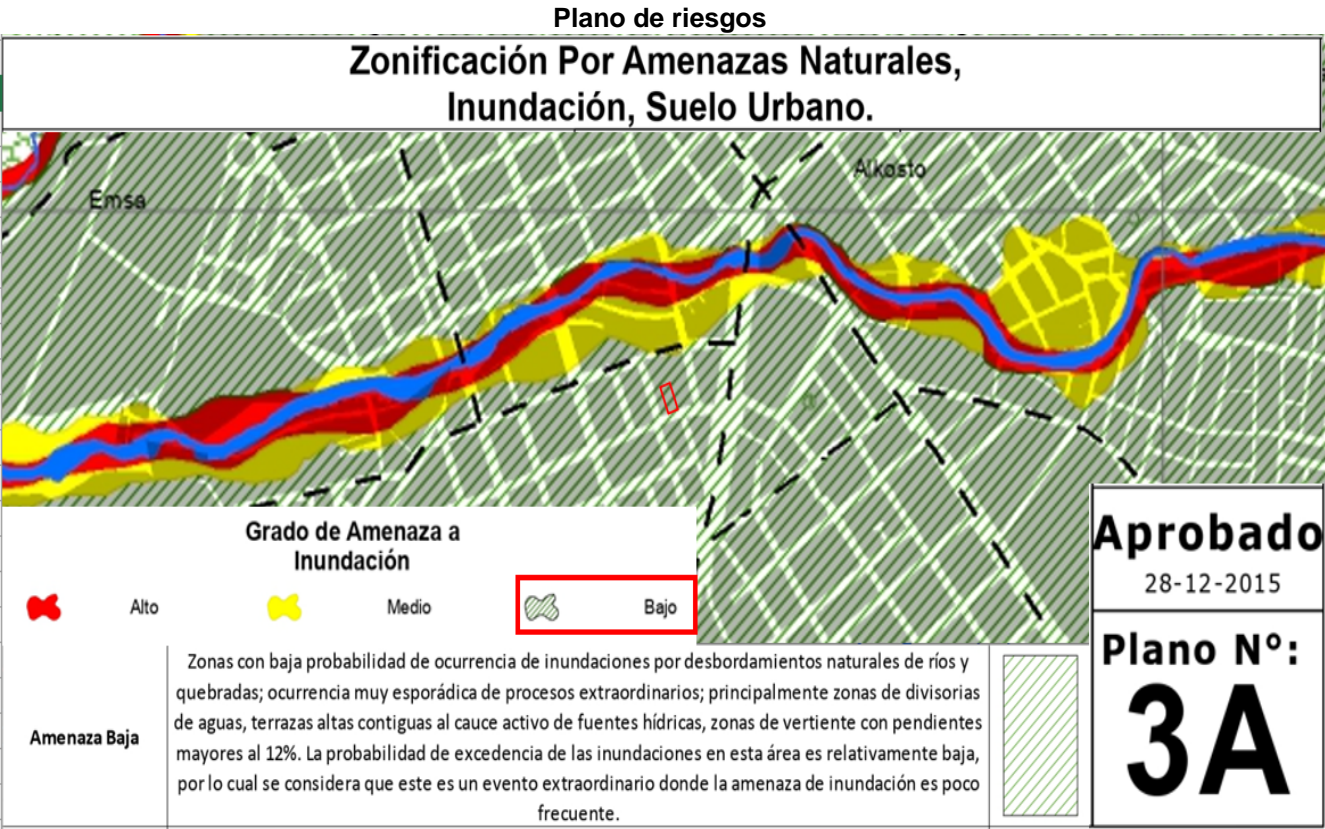 Plano de riesgos
Zonificación Por Amenazas Naturales,
Inundación, Suelo Urbano.
Alkosto
Emsa
Grado de Amenaza a
Inundación
Alto
Medio
Bajo
Aprobado
28-12-2015
Plano Nº:
3A
Amenaza Baja
Zonas con baja probabilidad de ocurrencia de inundaciones por desbordamientos naturales de ríos y
quebradas; ocurrencia muy esporádica de procesos extraordinarios; principalmente zonas de divisorias
de aguas, terrazas altas contiguas al cauce activo de fuentes hídricas, zonas de vertiente con pendientes
mayores al 12%. La probabilidad de excedencia de las inundaciones en esta área es relativamente baja,
por lo cual se considera que este es un evento extraordinario donde la amenaza de inundación es poco
frecuente.